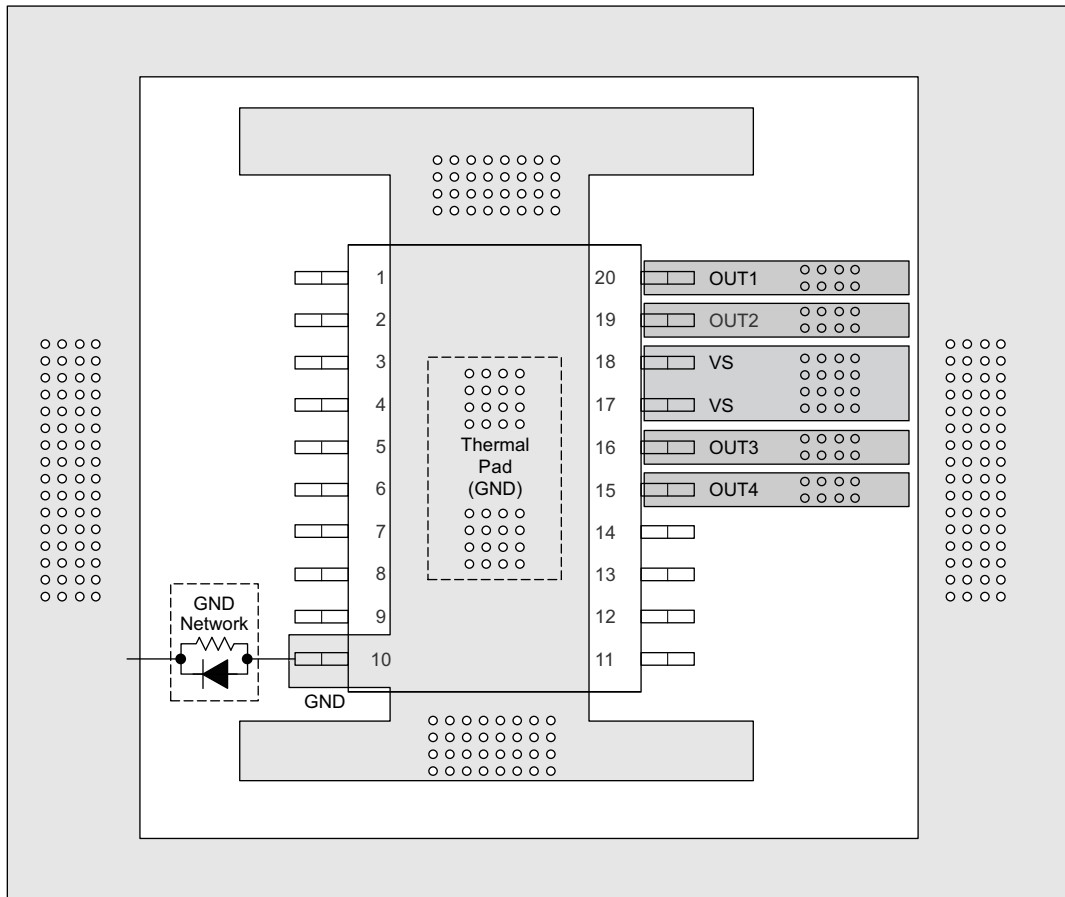 1 20 OUT1
2 19 OUT2
3 18 VS
4 17 VS
5 16 OUT3
6 15 OUT4
7 14
8 13
9 12
10 11
Thermal
Pad
(GND)
GND
Network
GND